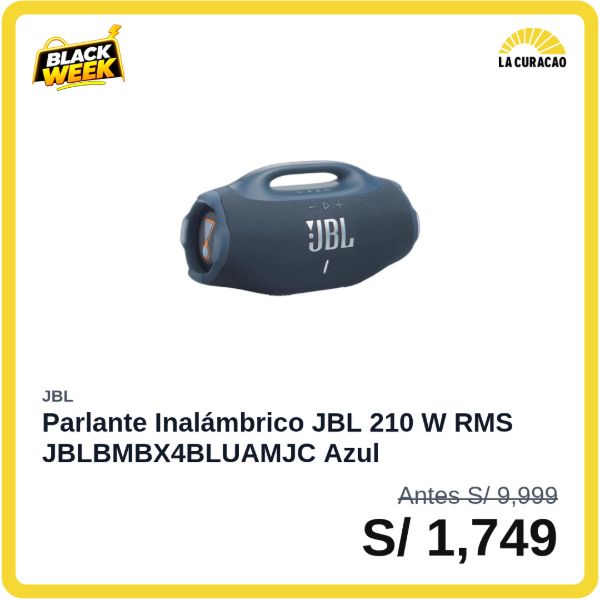 BLACK
WEEK
LA CURACAO
JBL
JBL
Parlante Inalámbrico JBL 210 W RMS
JBLBMBX4BLUAMJC Azul
Antes S/ 9,999
S/ 1,749